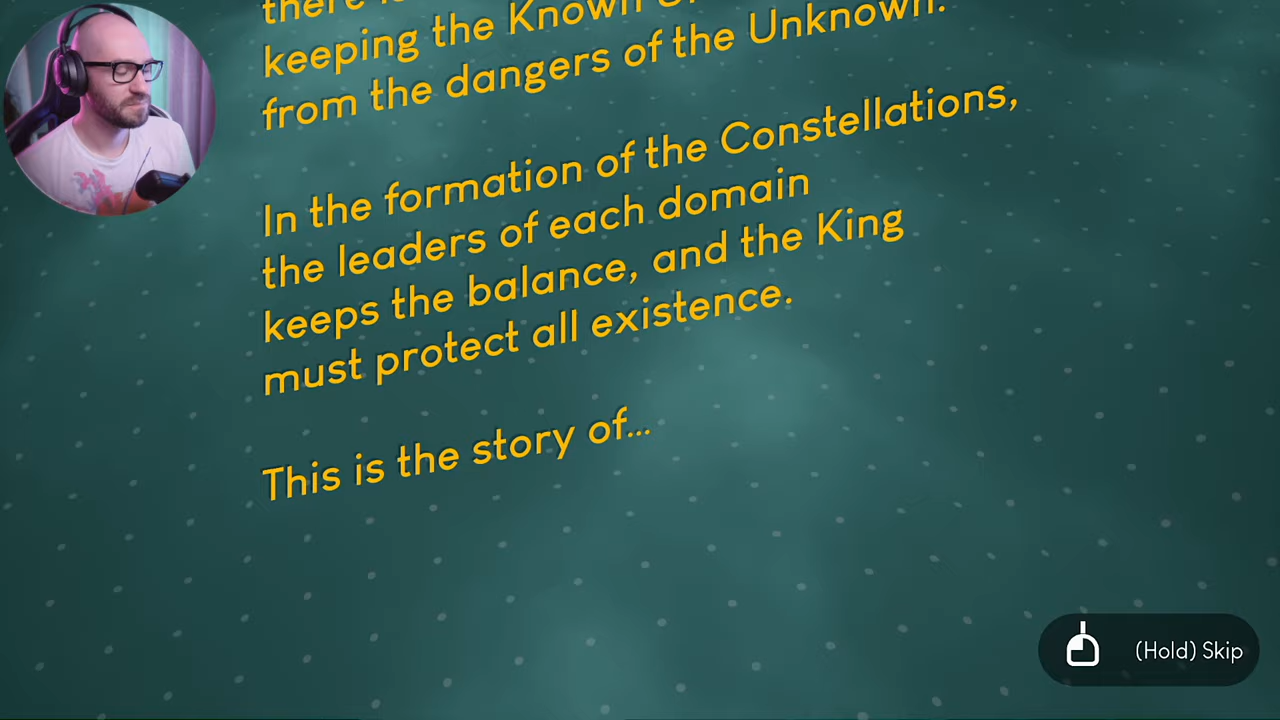 there
keeping the Known
from the dangers of the Unknown.
In the formation of the Constellations,
the leaders of each domain
keeps the balance, and the King
must protect all existence.
This is the story of...
(Hold) Skip